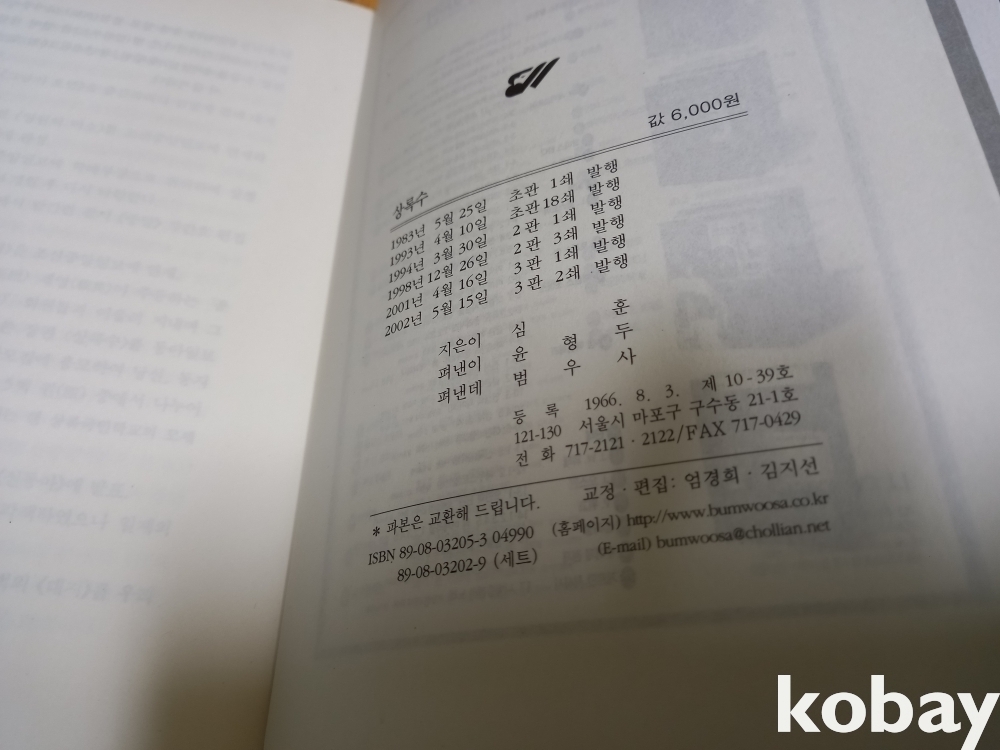 값 6,000원
상록수
1983년 5월 25일 초판 1쇄 발행
1993년 4월 10일 초판 18쇄 발행
1994년 3월 30일 2판 1쇄 발행
1998년 12월 26일 2판 3쇄 발행
2001년 4월 16일 3판 1쇄 발행
2002년 5월 15일 3판 2쇄 발행
지은이 심 훈
펴낸이 윤 형 두
펴낸데 범 우 사
등 록 1966. 8. 3. 제 10-39호
121-130 서울시 마포구 구수동 21-1호
전 화 717-2121 · 2122/FAX 717-0429
교정 · 편집: 엄경희 · 김지선
* 파본은 교환해 드립니다.
ISBN 89-08-03205-3 04990 (홈페이지) http://www.bumwoosa.co.kr
89-08-03202-9 (세트) (E-mail) bumwoosa@chollian.net
kobay